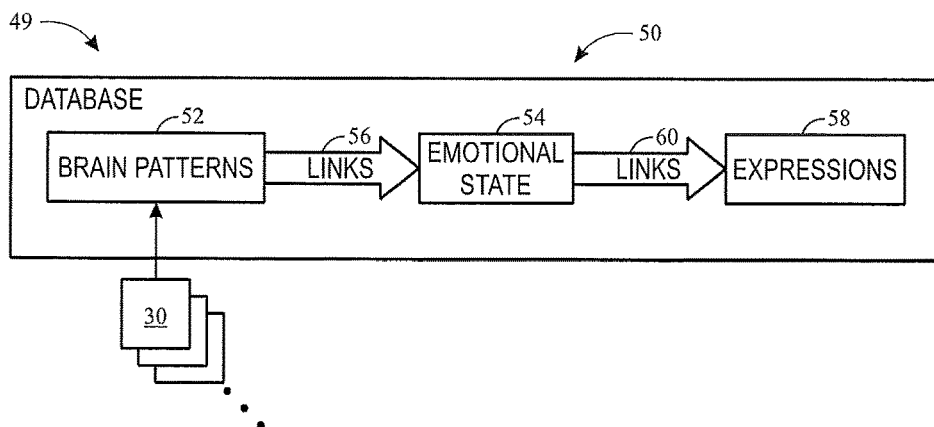 49
50
DATABASE
52
56
54
60
58
BRAIN PATTERNS
LINKS
EMOTIONAL
STATE
LINKS
EXPRESSIONS
30